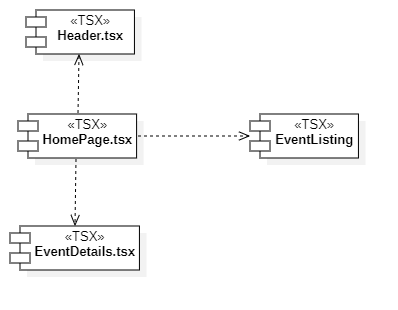 «TSX»
Header.tsx
«TSX»
HomePage.tsx
«TSX»
EventListing
«TSX»
EventDetails.tsx